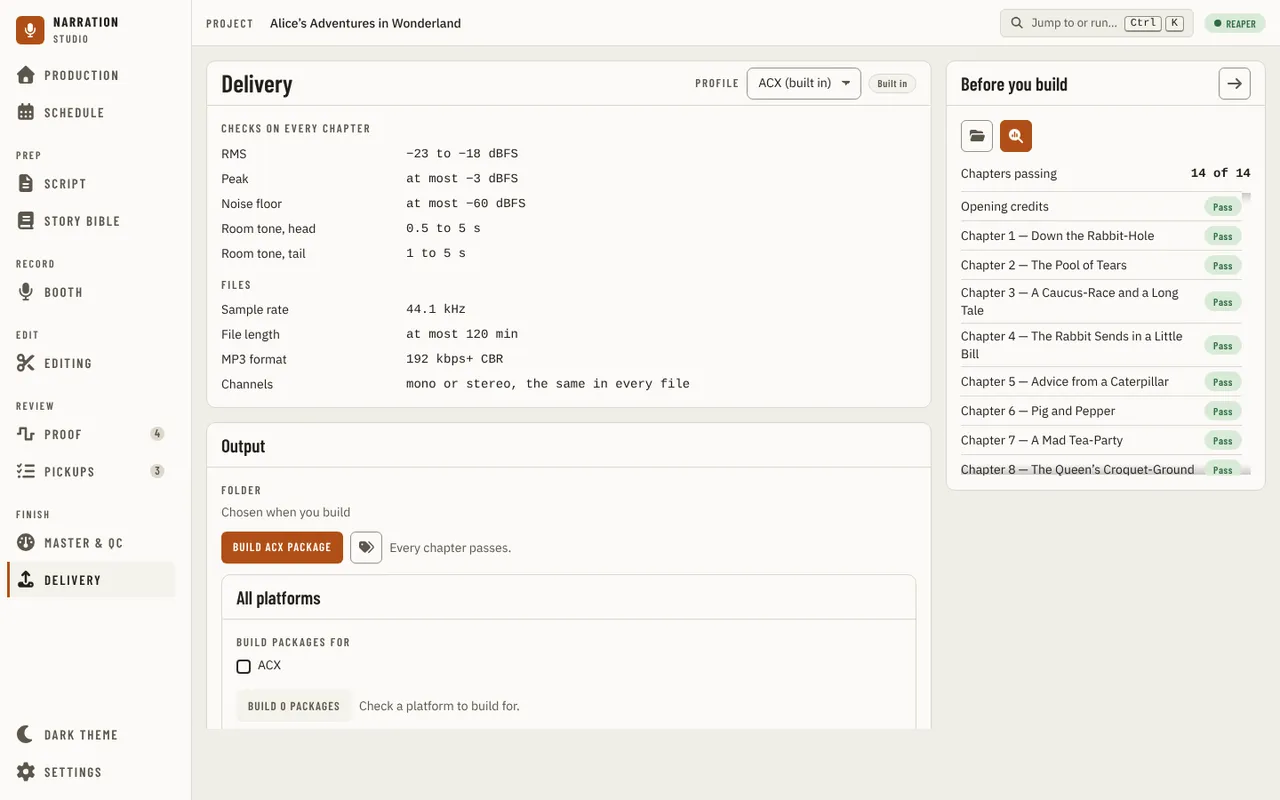 NARRATION
STUDIO
PRODUCTION
SCHEDULE
PREP
SCRIPT
STORY BIBLE
RECORD
BOOTH
EDIT
EDITING
REVIEW
PROOF 4
PICKUPS 3
FINISH
MASTER & QC
DELIVERY
DARK THEME
SETTINGS
PROJECT Alice’s Adventures in Wonderland
Jump to or run… Ctrl K
REAPER
Delivery
PROFILE ACX (built in) Built in
CHECKS ON EVERY CHAPTER
RMS −23 to −18 dBFS
Peak at most −3 dBFS
Noise floor at most −60 dBFS
Room tone, head 0.5 to 5 s
Room tone, tail 1 to 5 s
FILES
Sample rate 44.1 kHz
File length at most 120 min
MP3 format 192 kbps+ CBR
Channels mono or stereo, the same in every file
Output
FOLDER
Chosen when you build
BUILD ACX PACKAGE Every chapter passes.
All platforms
BUILD PACKAGES FOR
ACX
BUILD 0 PACKAGES Check a platform to build for.
Before you build
Chapters passing 14 of 14
Opening credits Pass
Chapter 1 — Down the Rabbit-Hole Pass
Chapter 2 — The Pool of Tears Pass
Chapter 3 — A Caucus-Race and a Long
Tale Pass
Chapter 4 — The Rabbit Sends in a Little
Bill Pass
Chapter 5 — Advice from a Caterpillar Pass
Chapter 6 — Pig and Pepper Pass
Chapter 7 — A Mad Tea-Party Pass
Chapter 8 — The Queen’s Croquet-Ground Pass